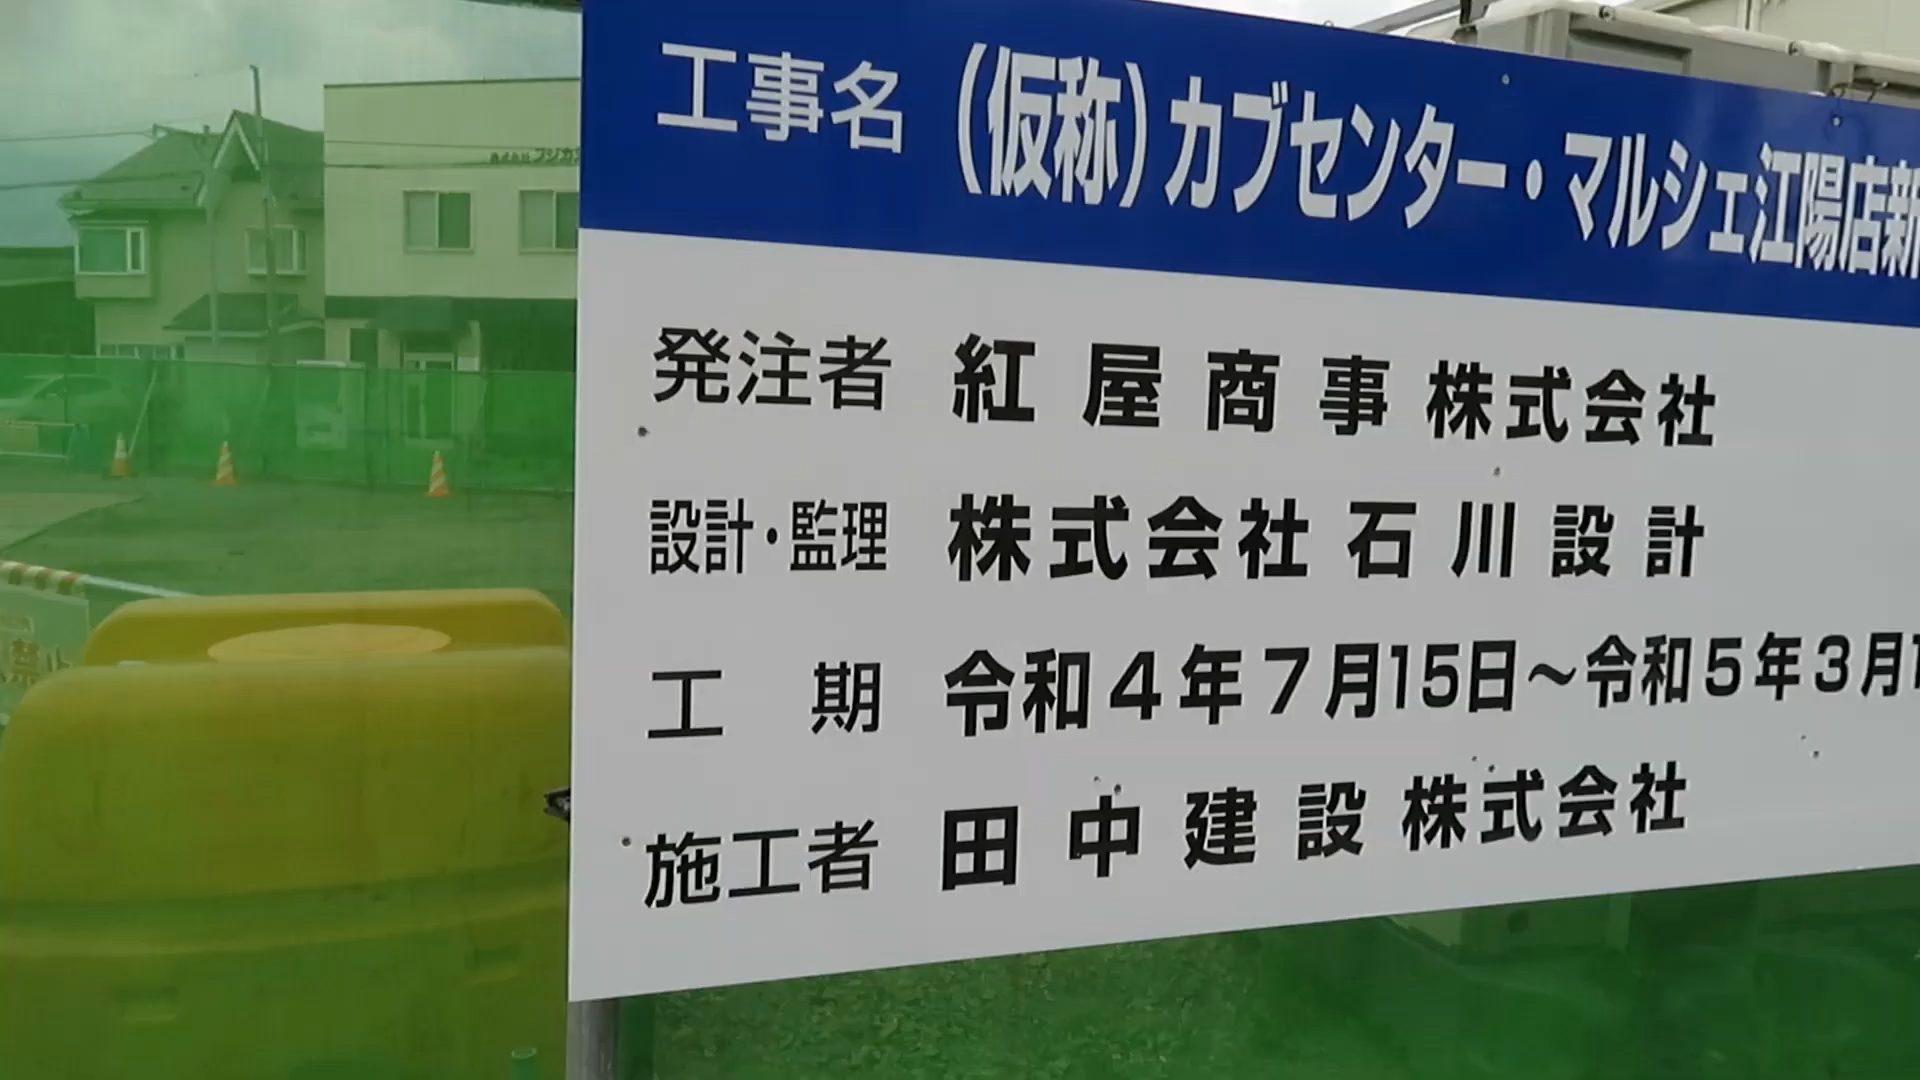 工事名 (仮称)カブセンター・マルシェ江陽店新
発注者 紅屋商事株式会社
設計・監理 株式会社石川設計
工期 令和4年7月15日～令和5年3月1
施工者 田中建設株式会社